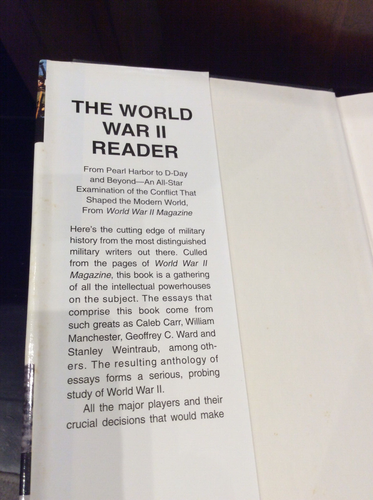 THE WORLD
WAR II
READER
From Pearl Harbor to D-Day
and Beyond—An All-Star
Examination of the Conflict That
Shaped the Modern World,
From World War II Magazine
Here's the cutting edge of military
history from the most distinguished
military writers out there. Culled
from the pages of World War II
Magazine, this book is a gathering
of all the intellectual powerhouses
on the subject. The essays that
comprise this book come from
such greats as Caleb Carr, William
Manchester, Geoffrey C. Ward and
Stanley Weintraub, among oth-
ers. The resulting anthology of
essays forms a serious, probing
study of World War II.
All the major players and their
crucial decisions that would make